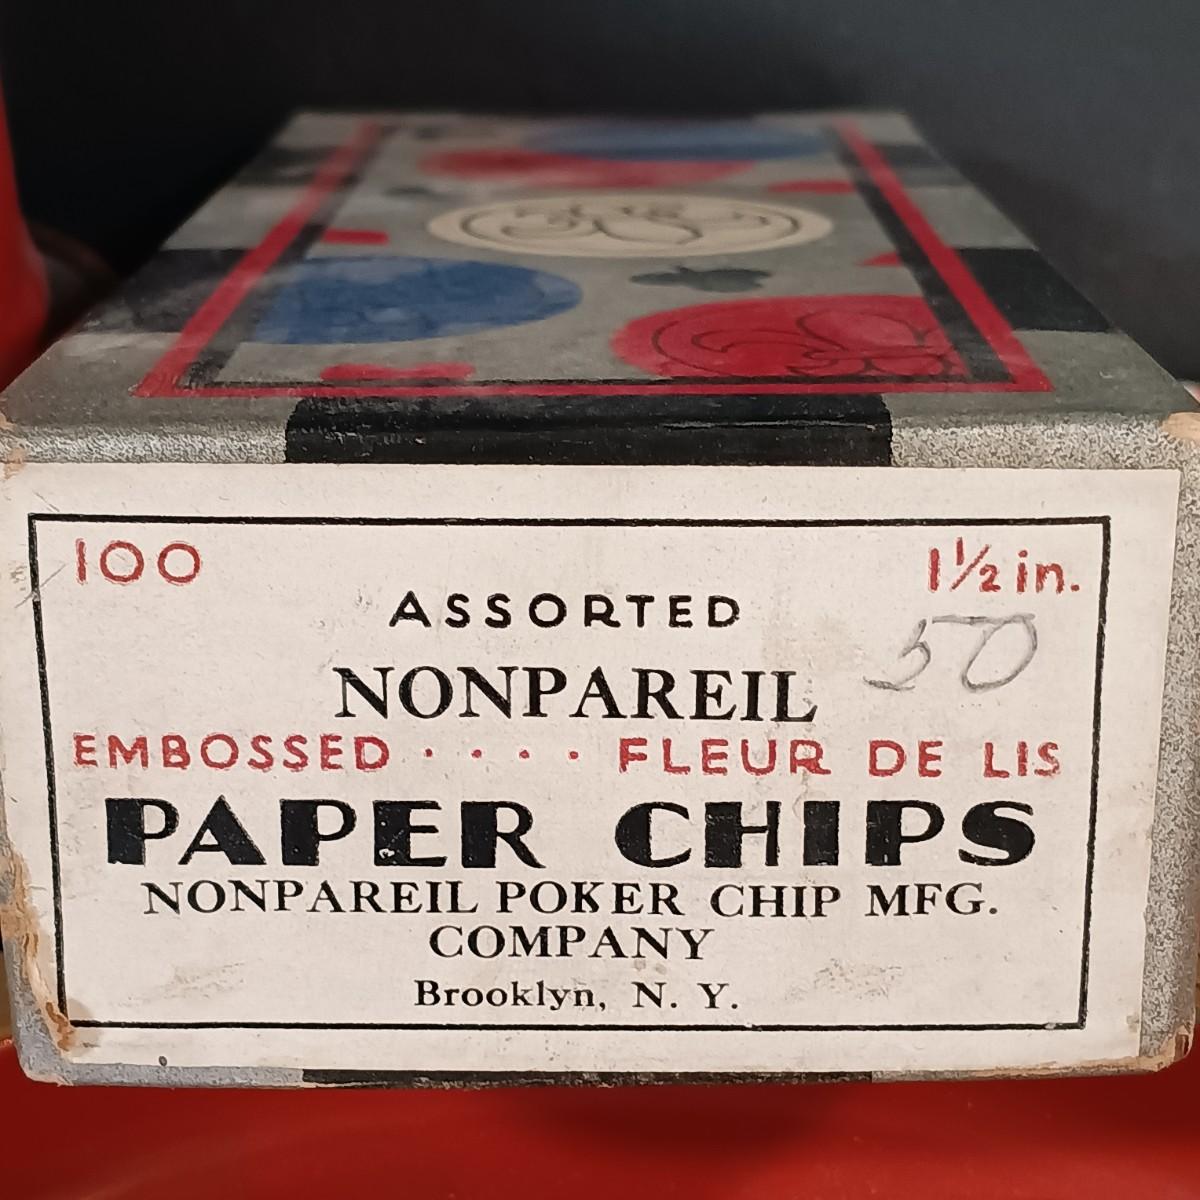 100 1½ in.
ASSORTED
50
NONPAREIL
EMBOSSED . . . . FLEUR DE LIS
PAPER CHIPS
NONPAREIL POKER CHIP MFG.
COMPANY
Brooklyn, N. Y.